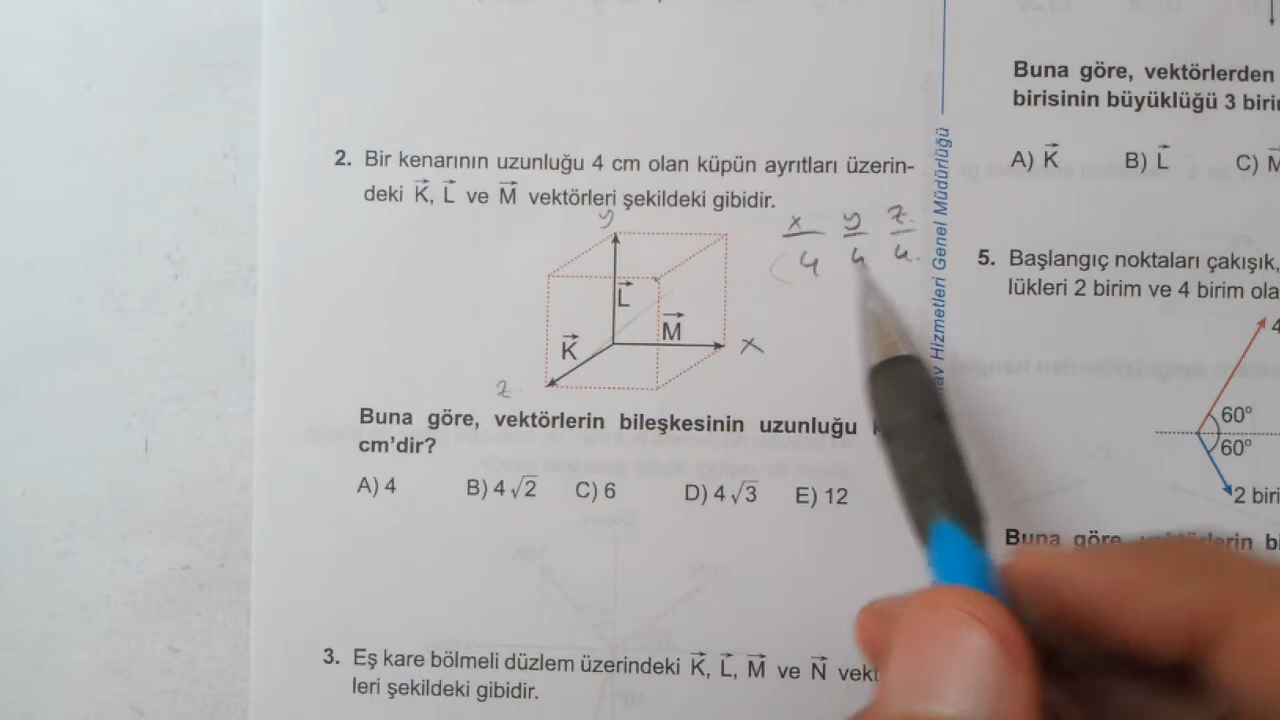 2. Bir kenarının uzunluğu 4 cm olan küpün ayrıtları üzerin-
deki K, L ve M vektörleri şekildeki gibidir.
x y z
4 4 4
y
L
K
M
x
z
Buna göre, vektörlerin bileşkesinin uzunluğu
cm'dir?
A) 4 B) 4√2 C) 6 D) 4√3 E) 12
3. Eş kare bölmeli düzlem üzerindeki K, L, M ve N vekt
leri şekildeki gibidir.
Hizmetleri Genel Müdürlüğü
Buna göre, vektörlerden
birisinin büyüklüğü 3 biri
A) K B) L C) M
5. Başlangıç noktaları çakışık,
lükleri 2 birim ve 4 birim ola
4
60°
60°
2 biri
Buna göre,